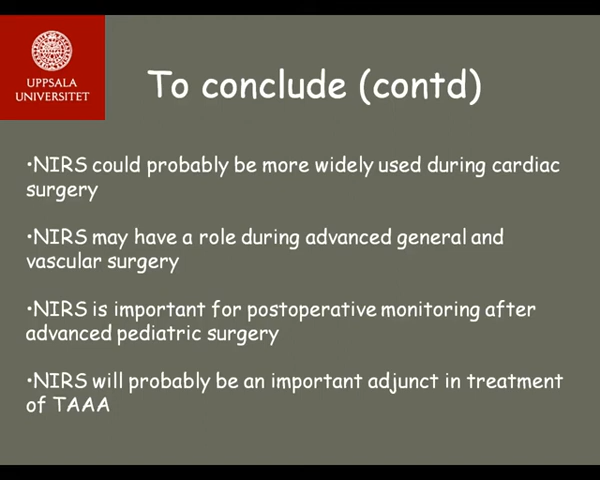 UPPSALA
UNIVERSITET
To conclude (contd)
•NIRS could probably be more widely used during cardiac
surgery
•NIRS may have a role during advanced general and
vascular surgery
•NIRS is important for postoperative monitoring after
advanced pediatric surgery
•NIRS will probably be an important adjunct in treatment
of TAAA